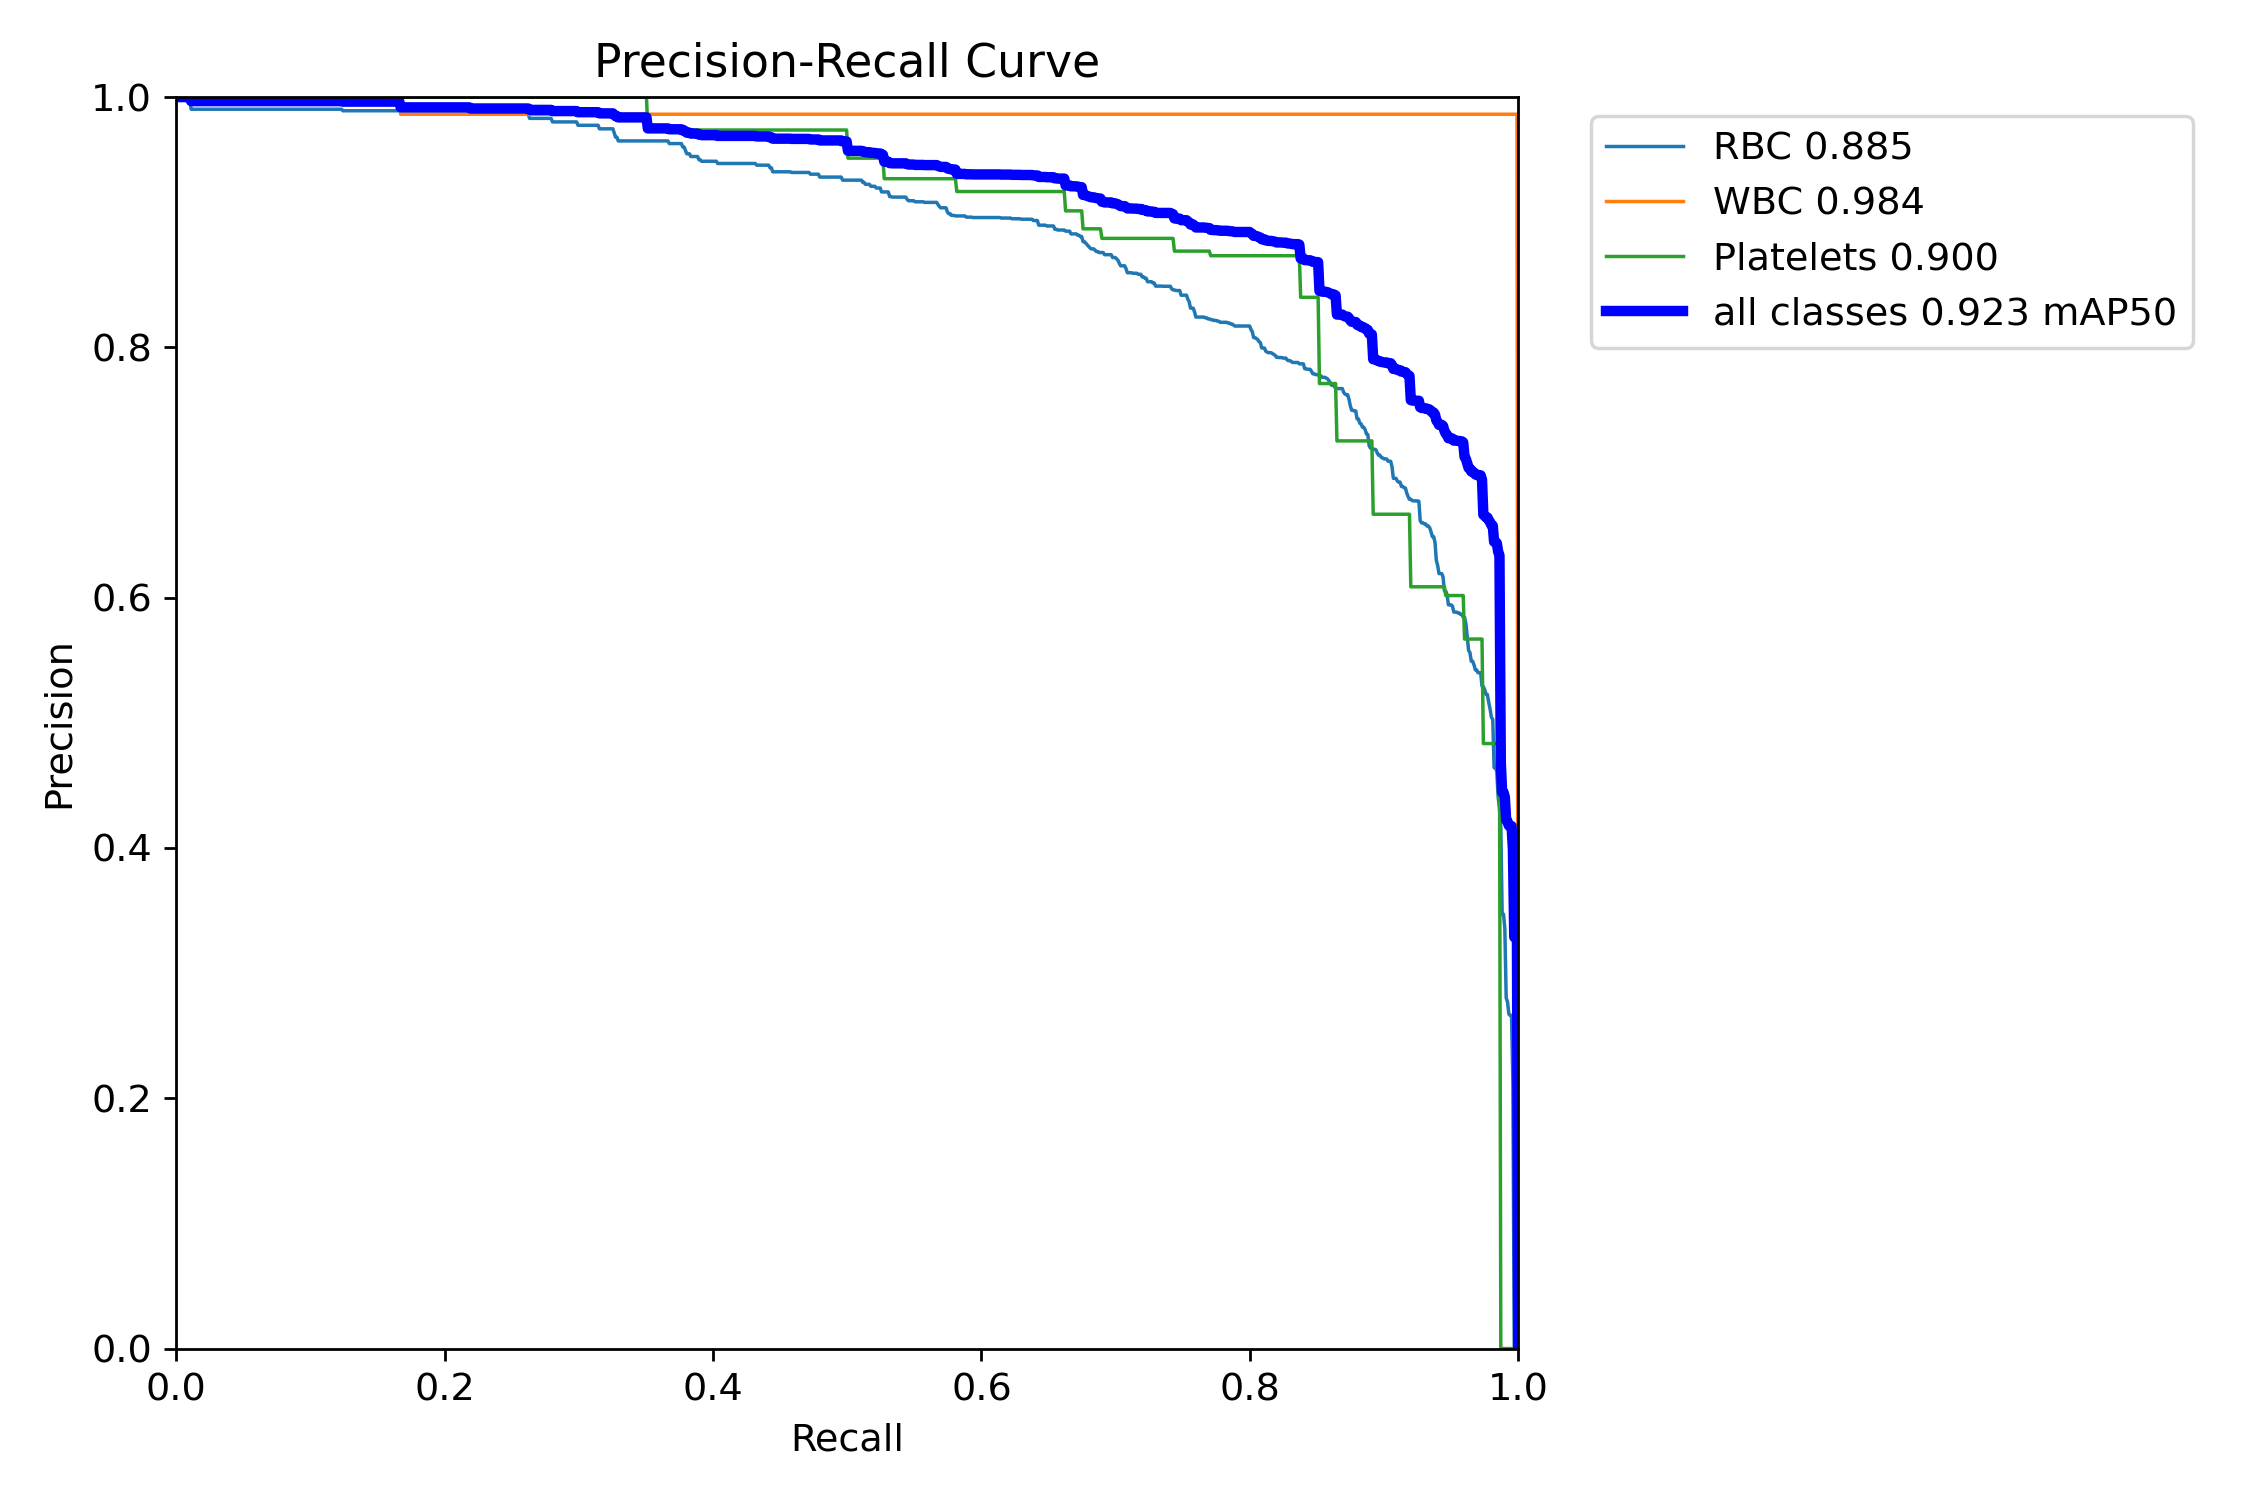 Precision-Recall Curve
1.0
0.8
0.6
0.4
0.2
0.0
Precision
0.0 0.2 0.4 0.6 0.8 1.0
Recall
RBC 0.885
WBC 0.984
Platelets 0.900
all classes 0.923 mAP50